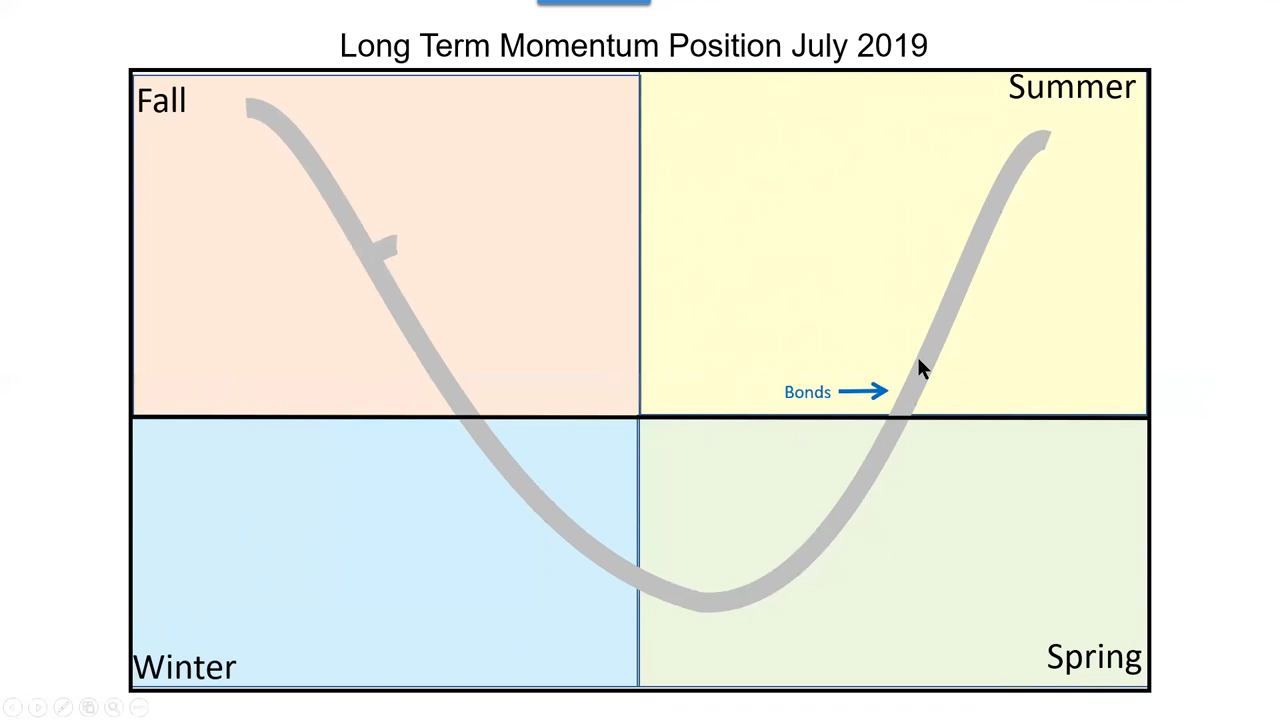 Long Term Momentum Position July 2019
Fall
Summer
Bonds
Winter
Spring